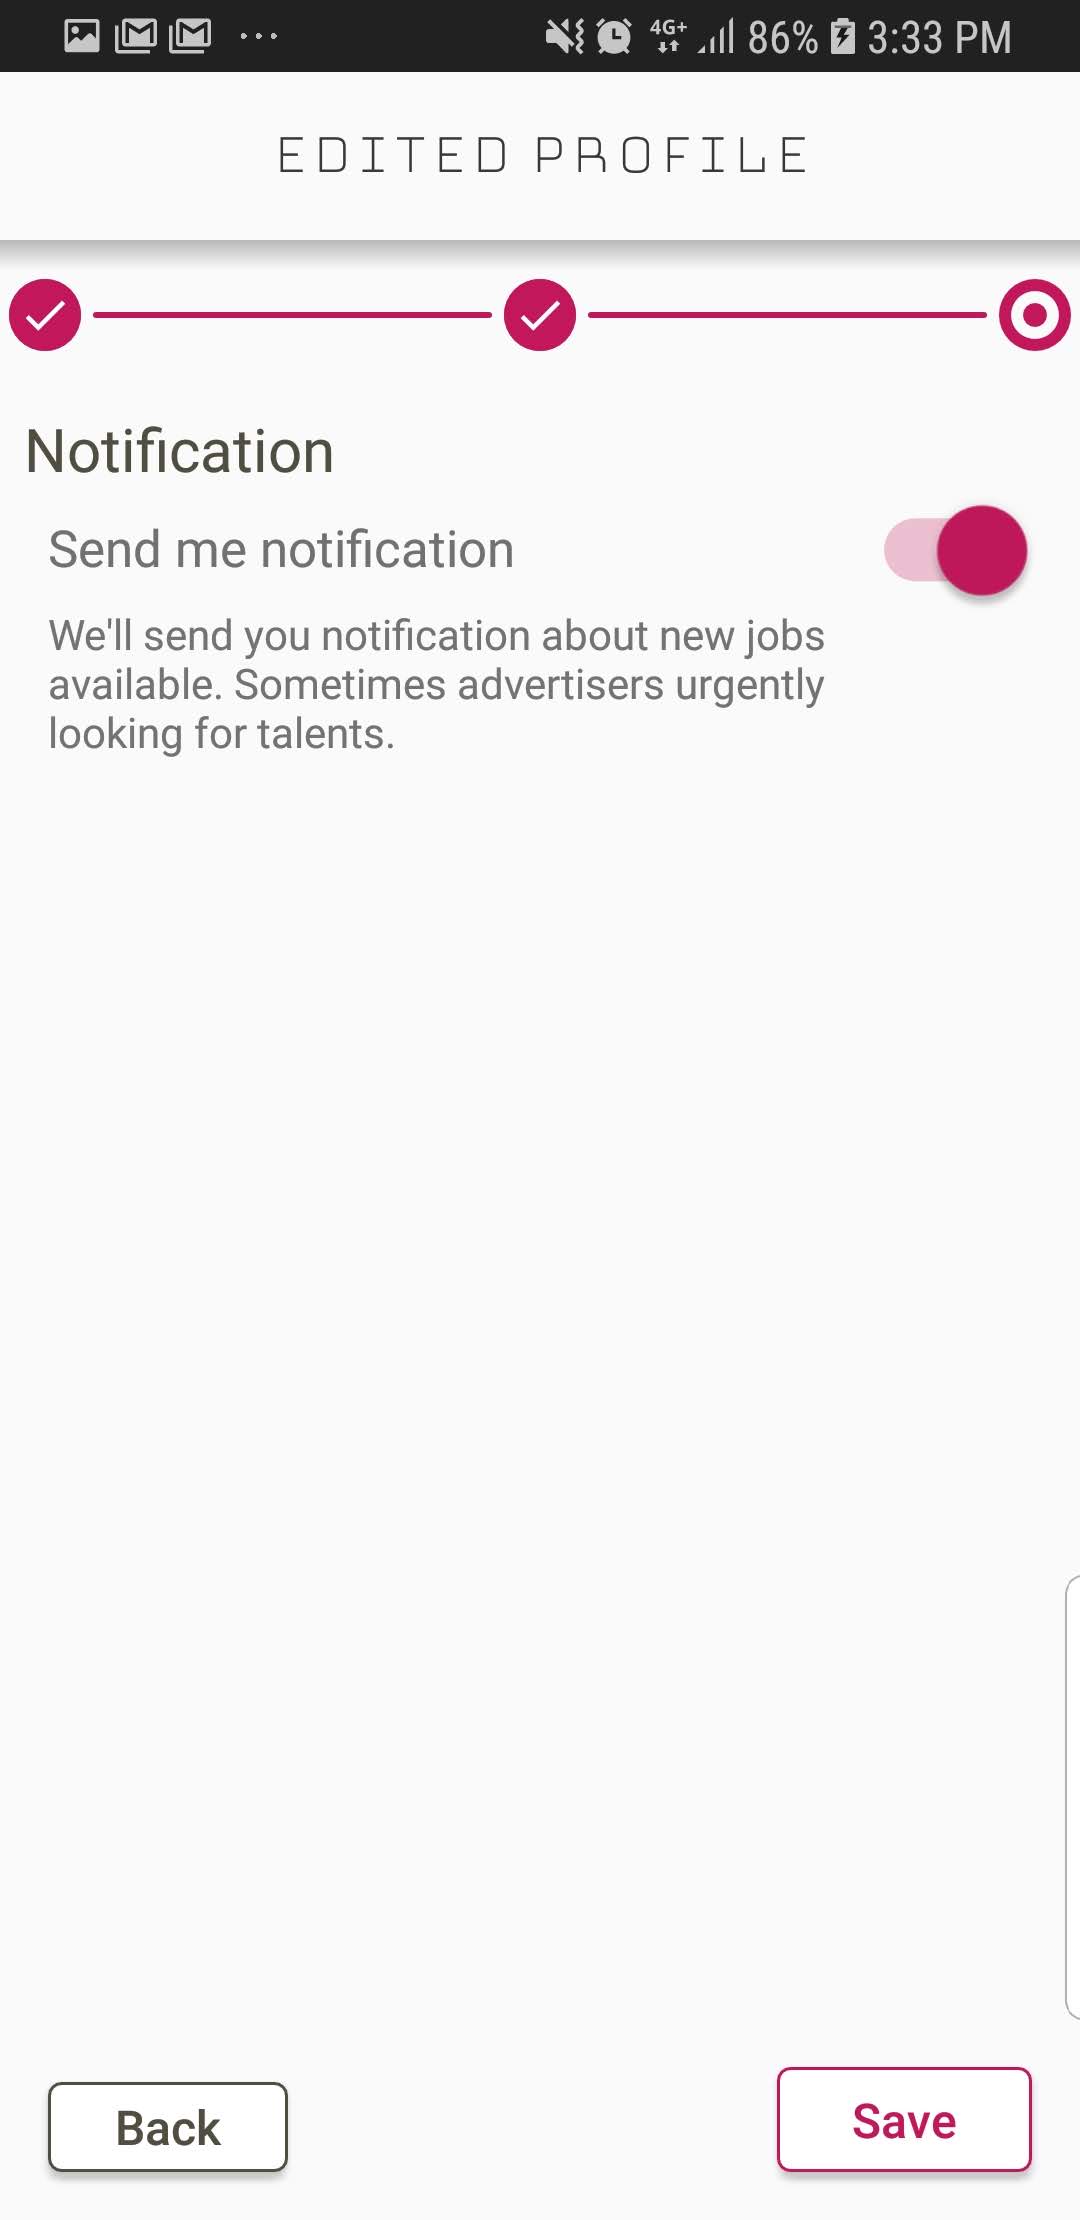 4G+ 86% 3:33 PM
EDITED PROFILE
Notification
Send me notification
We'll send you notification about new jobs
available. Sometimes advertisers urgently
looking for talents.
Back
Save